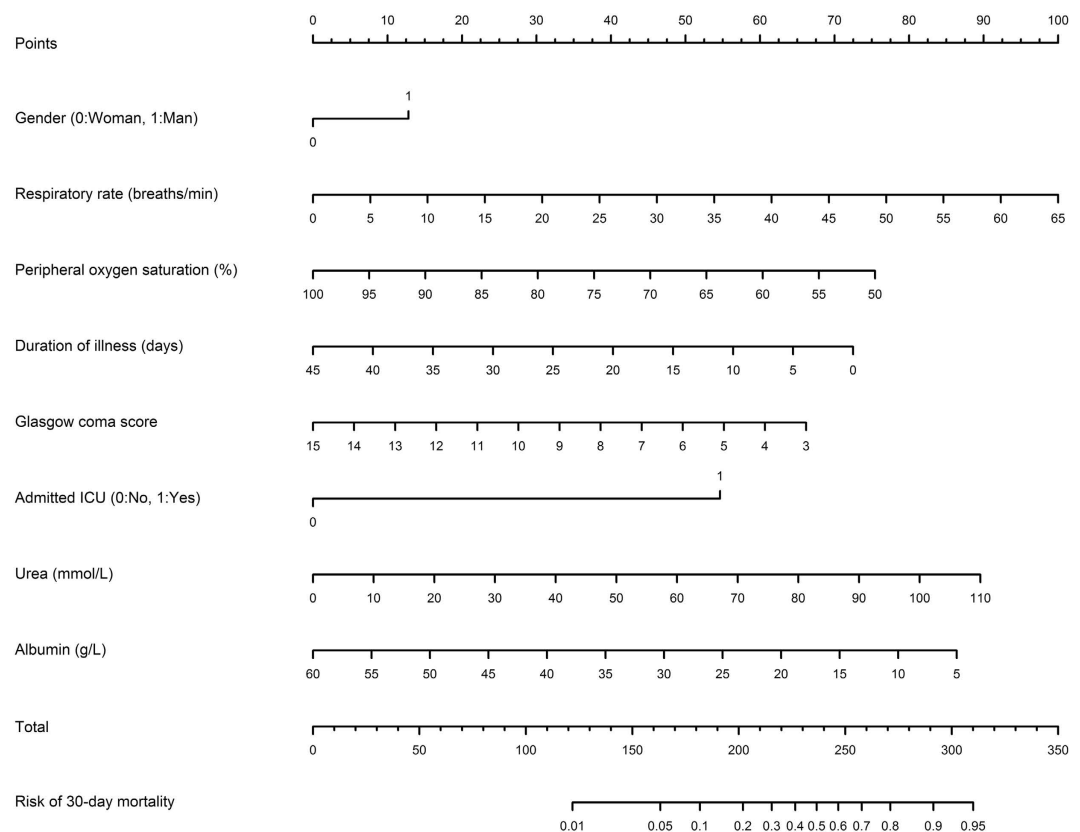 0 10 20 30 40 50 60 70 80 90 100
Points
1
Gender (0:Woman, 1:Man)
0
Respiratory rate (breaths/min)
0 5 10 15 20 25 30 35 40 45 50 55 60 65
Peripheral oxygen saturation (%)
100 95 90 85 80 75 70 65 60 55 50
Duration of illness (days)
45 40 35 30 25 20 15 10 5 0
Glasgow coma score
15 14 13 12 11 10 9 8 7 6 5 4 3
1
Admitted ICU (0:No, 1:Yes)
0
Urea (mmol/L)
0 10 20 30 40 50 60 70 80 90 100 110
Albumin (g/L)
60 55 50 45 40 35 30 25 20 15 10 5
Total
0 50 100 150 200 250 300 350
Risk of 30-day mortality
0.01 0.05 0.1 0.2 0.3 0.4 0.5 0.6 0.7 0.8 0.9 0.95